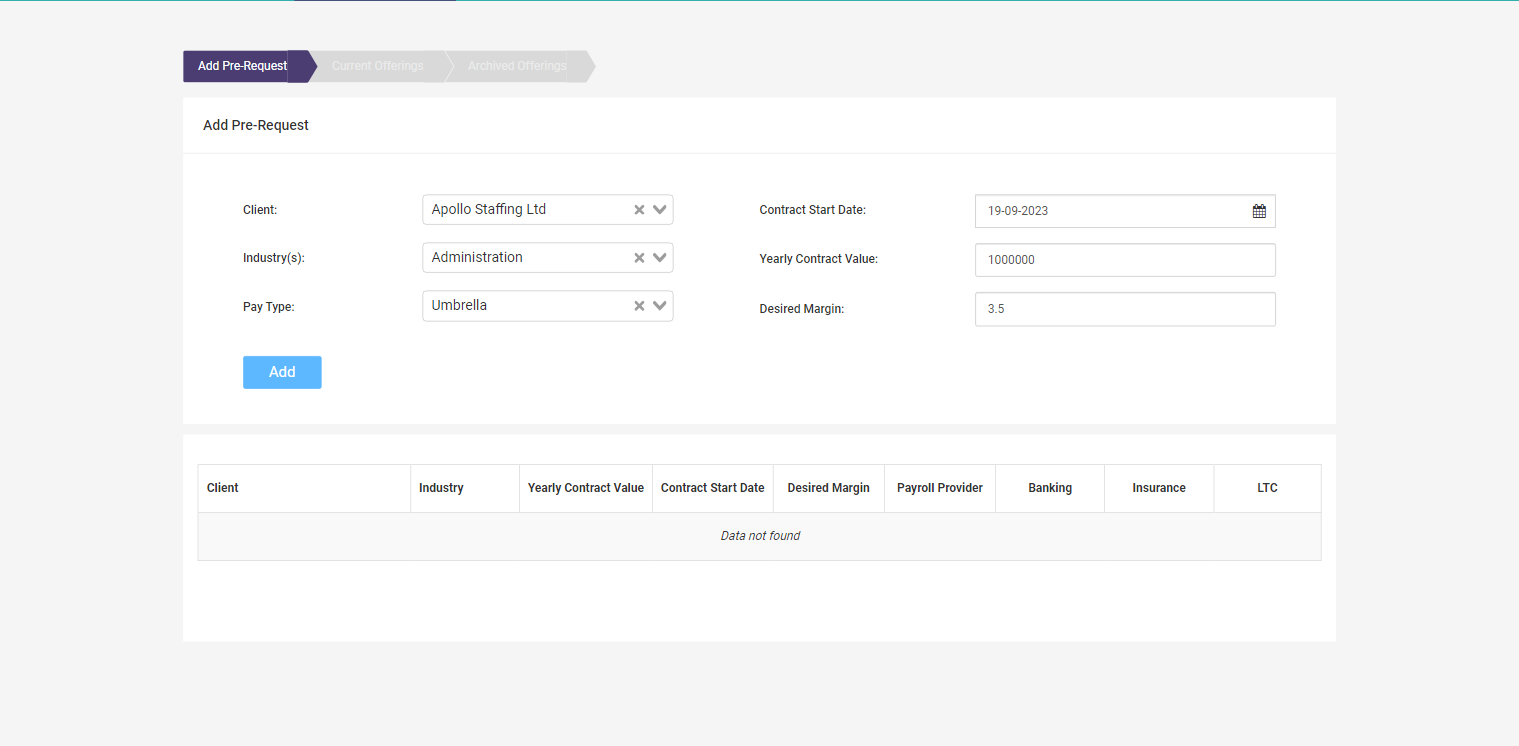 Add Pre-Request Current Offerings Archived Offerings
Add Pre-Request
Client: Apollo Staffing Ltd Contract Start Date: 19-09-2023
Industry(s): Administration Yearly Contract Value: 1000000
Pay Type: Umbrella Desired Margin: 3.5
Add
Client Industry Yearly Contract Value Contract Start Date Desired Margin Payroll Provider Banking Insurance LTC
Data not found